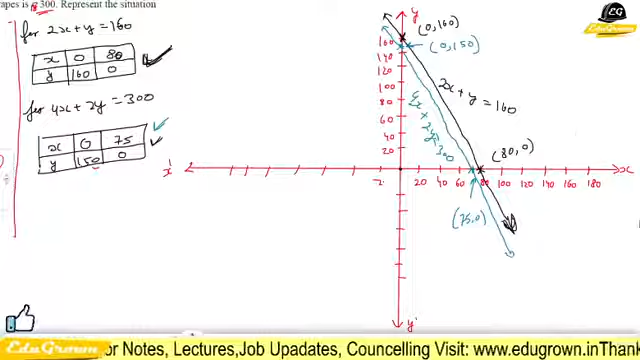 apes is ₹ 300. Represent the situation
for 2x + y = 160
x 0 80
y 160 0
for 4x + 2y = 300
x 0 75
y 150 0
y
(0,160)
(0,150)
160
140
120
100
80
60
40
20
2x + y = 160
4x + 2y = 300
(80,0)
x' x
20 40 60 80 100 120 140 160 180
(75,0)
y'
EG
EduGrown
EduGrown
or Notes, Lectures,Job Upadates, Councelling Visit: www.edugrown.inThank